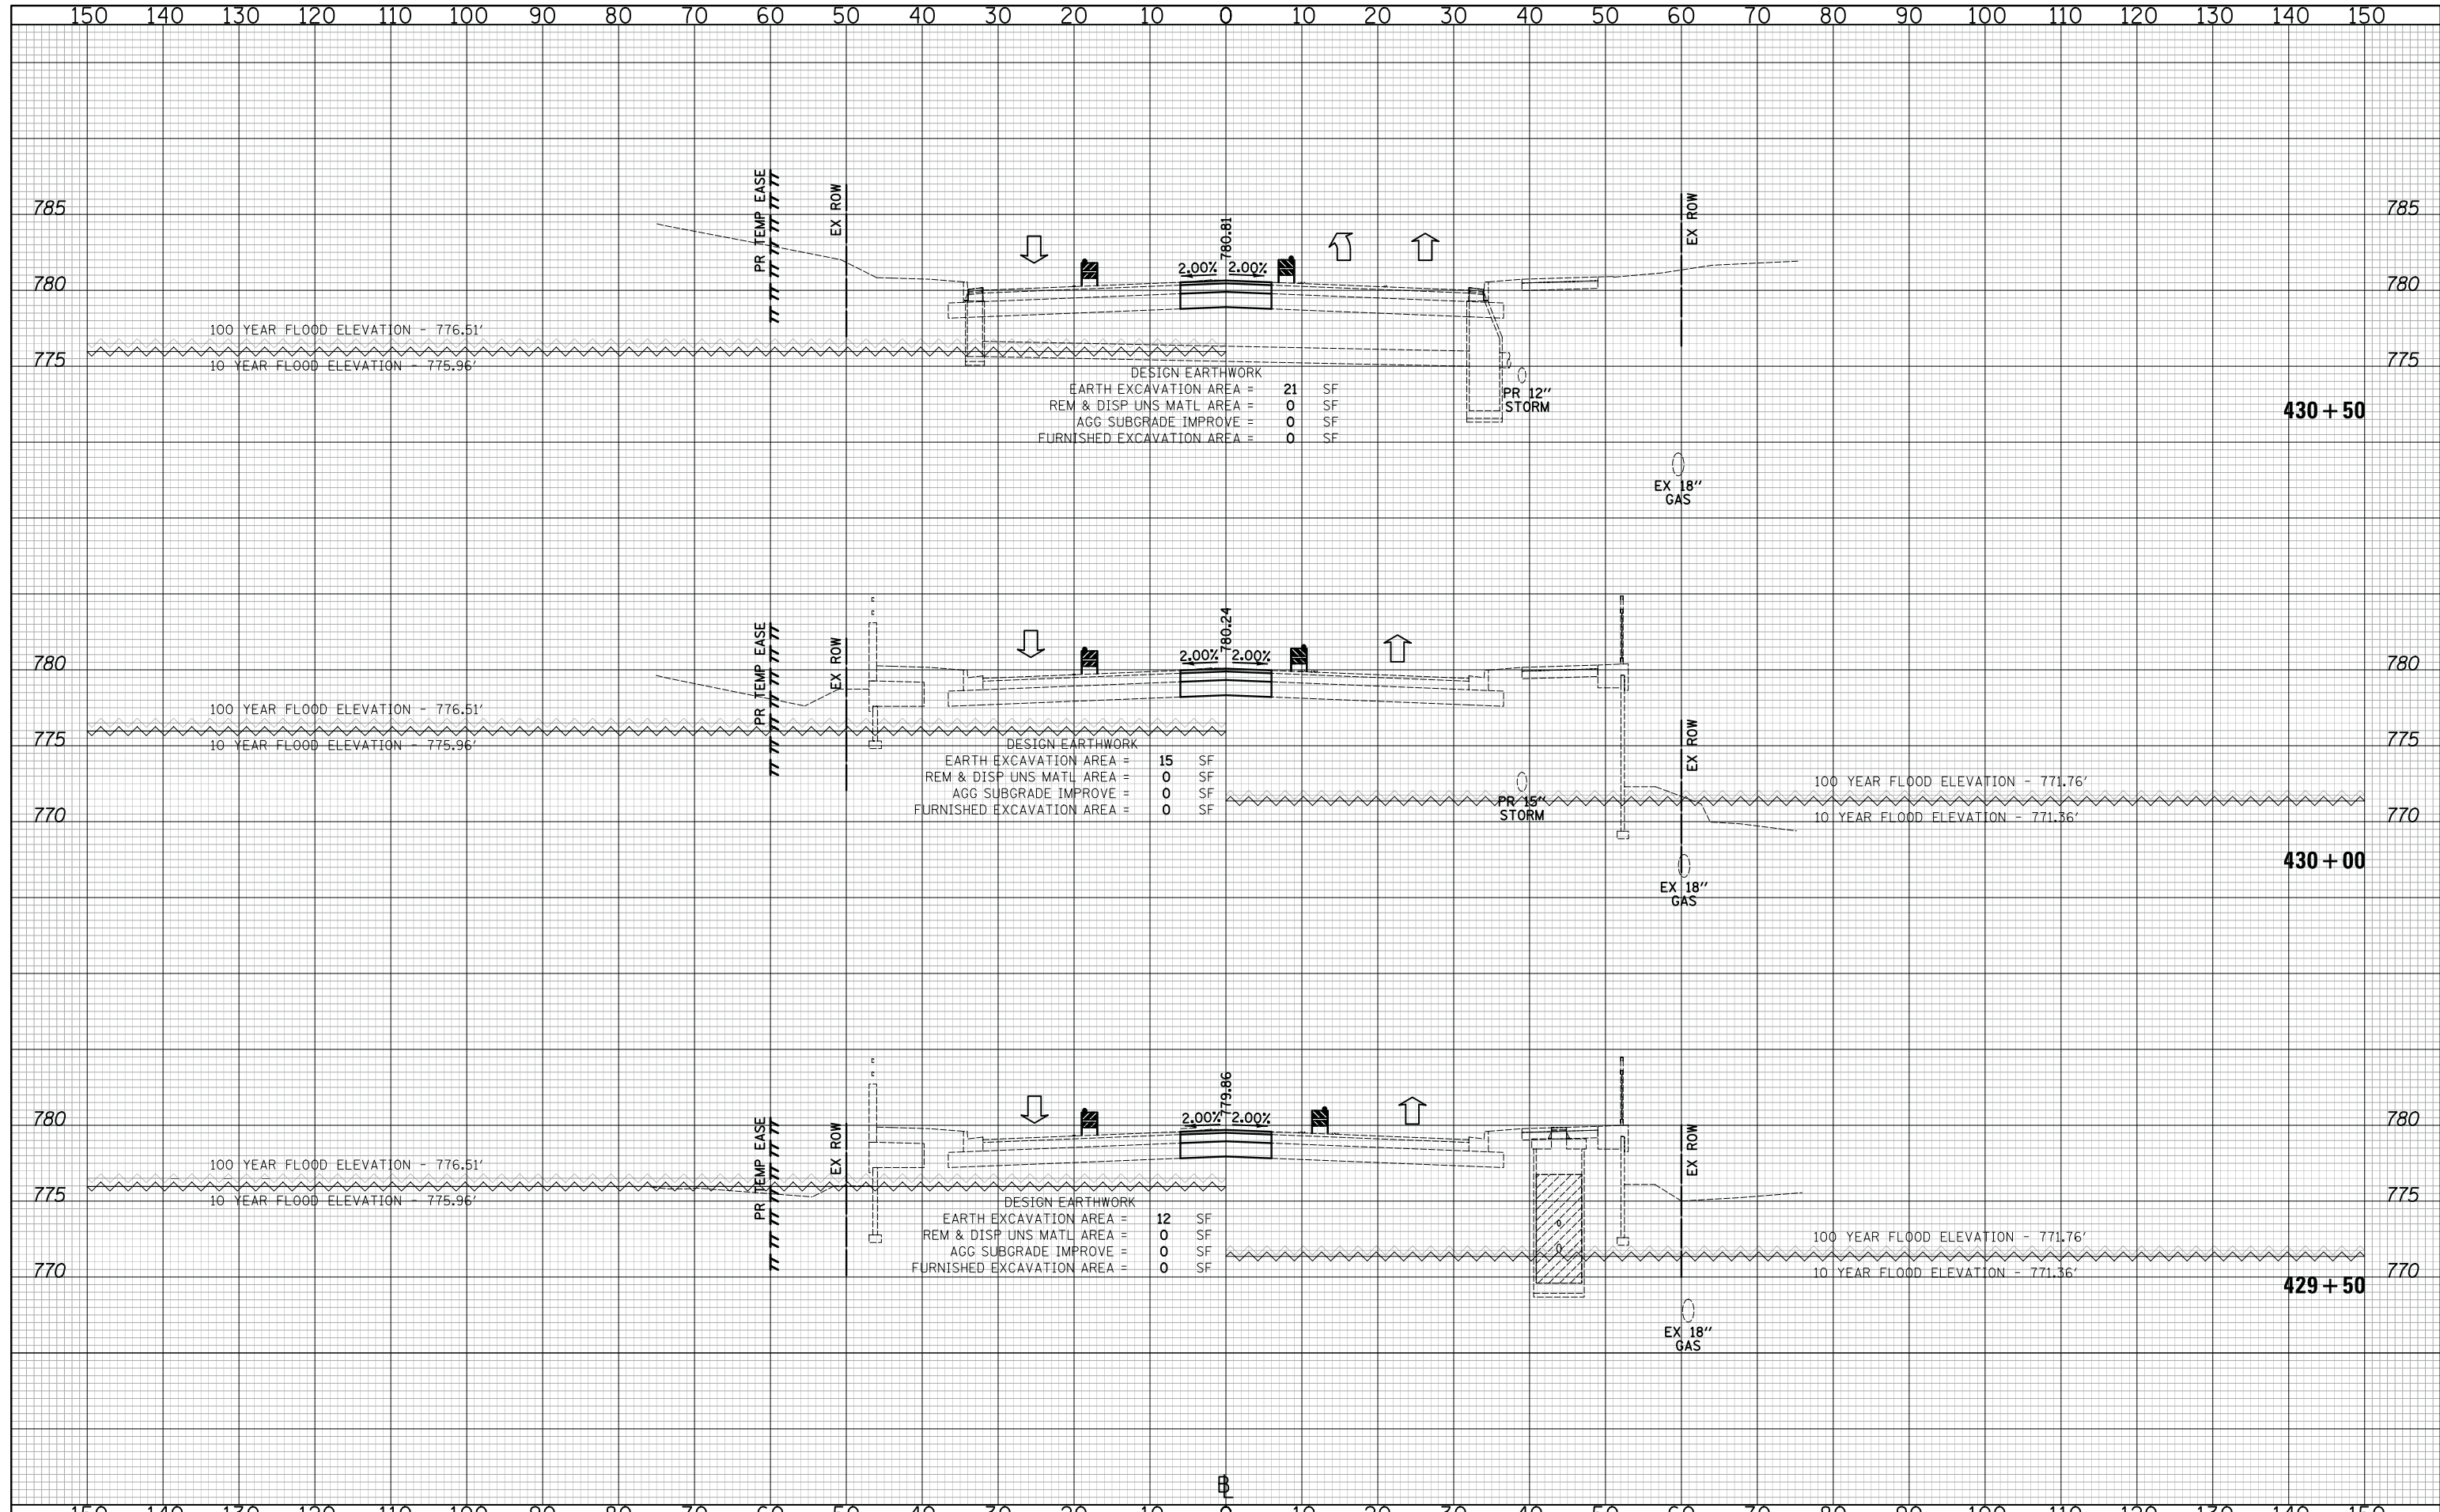 150 140 130 120 110 100 90 80 70 60 50 40 30 20 10 0 10 20 30 40 50 60 70 80 90 100 110 120 130 140 150
PR TEMP EASE
EX ROW
780.81
EX ROW
785 785
2.00% 2.00%
780 780
100 YEAR FLOOD ELEVATION - 776.51'
775 775
10 YEAR FLOOD ELEVATION - 775.96'
DESIGN EARTHWORK
EARTH EXCAVATION AREA = 21 SF
REM & DISP UNS MATL AREA = 0 SF
AGG SUBGRADE IMPROVE = 0 SF
FURNISHED EXCAVATION AREA = 0 SF
PR 12"
STORM
430+50
EX 18"
GAS
PR TEMP EASE
EX ROW
780.24
2.00% 2.00%
780 780
100 YEAR FLOOD ELEVATION - 776.51'
775 775
10 YEAR FLOOD ELEVATION - 775.96'
EX ROW
DESIGN EARTHWORK
EARTH EXCAVATION AREA = 15 SF
REM & DISP UNS MATL AREA = 0 SF
AGG SUBGRADE IMPROVE = 0 SF
FURNISHED EXCAVATION AREA = 0 SF
100 YEAR FLOOD ELEVATION - 771.76'
PR 15"
STORM
770 770
10 YEAR FLOOD ELEVATION - 771.36'
430+00
EX 18"
GAS
779.86
2.00% 2.00%
780 780
PR TEMP EASE
EX ROW
EX ROW
100 YEAR FLOOD ELEVATION - 776.51'
775 775
10 YEAR FLOOD ELEVATION - 775.96'
DESIGN EARTHWORK
EARTH EXCAVATION AREA = 12 SF
REM & DISP UNS MATL AREA = 0 SF
AGG SUBGRADE IMPROVE = 0 SF
FURNISHED EXCAVATION AREA = 0 SF
100 YEAR FLOOD ELEVATION - 771.76'
770 770
10 YEAR FLOOD ELEVATION - 771.36'
429+50
EX 18"
GAS
BL
150 140 130 120 110 100 90 80 70 60 50 40 30 20 10 0 10 20 30 40 50 60 70 80 90 100 110 120 130 140 150